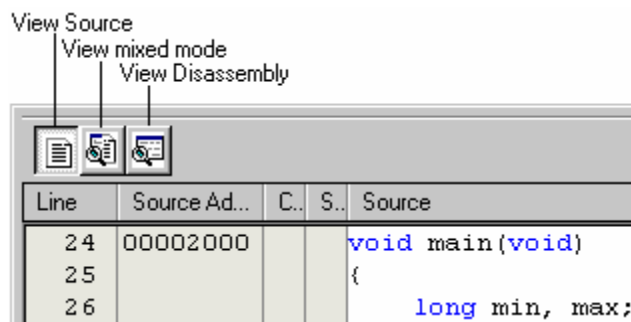 View Source
View mixed mode
View Disassembly
Line Source Ad... C.. S.. Source
24 00002000 void main(void)
25 {
26 long min, max;